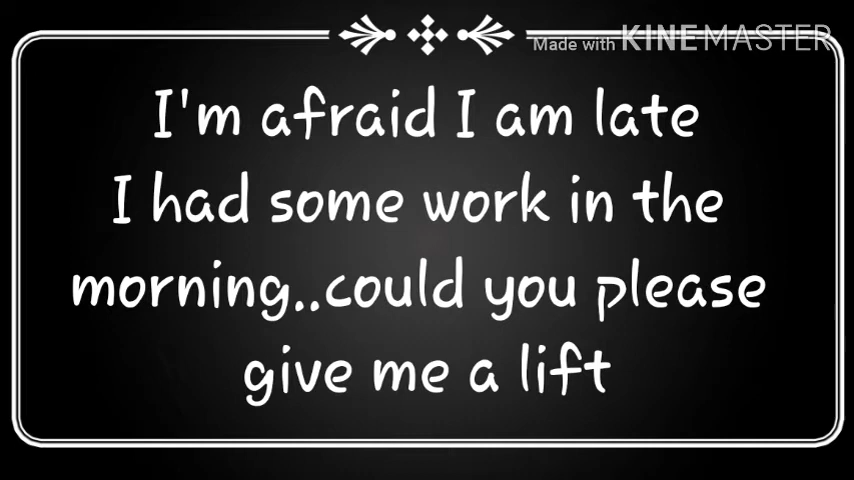 Made with KINEMASTER
I'm afraid I am late
I had some work in the
morning..could you please
give me a lift